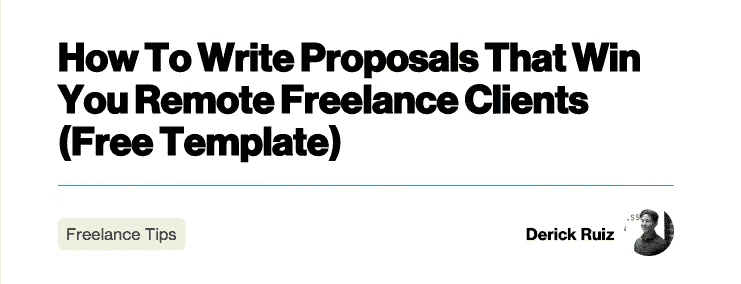 How To Write Proposals That Win
You Remote Freelance Clients
(Free Template)
Freelance Tips
Derick Ruiz